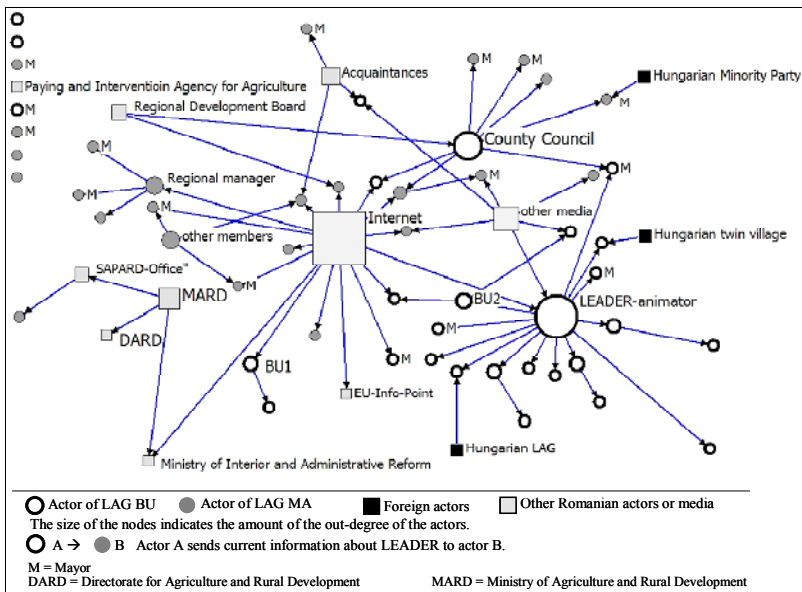 M
Acquaintances
M
M
M
Hungarian Minority Party
Paying and Interventioin Agency for Agriculture
M
M
Regional Development Board
M
County Council
M
Regional manager
M
M
M
M
Internet
other media
other members
Hungarian twin village
SAPARD-Office"
M
M
MARD
BU2
LEADER-animator
M
DARD
BU1
M
EU-Info-Point
Hungarian LAG
Ministry of Interior and Administrative Reform
Actor of LAG BU
Actor of LAG MA
Foreign actors
Other Romanian actors or media
The size of the nodes indicates the amount of the out-degree of the actors.
A → B Actor A sends current information about LEADER to actor B.
M = Mayor
DARD = Directorate for Agriculture and Rural Development
MARD = Ministry of Agriculture and Rural Development